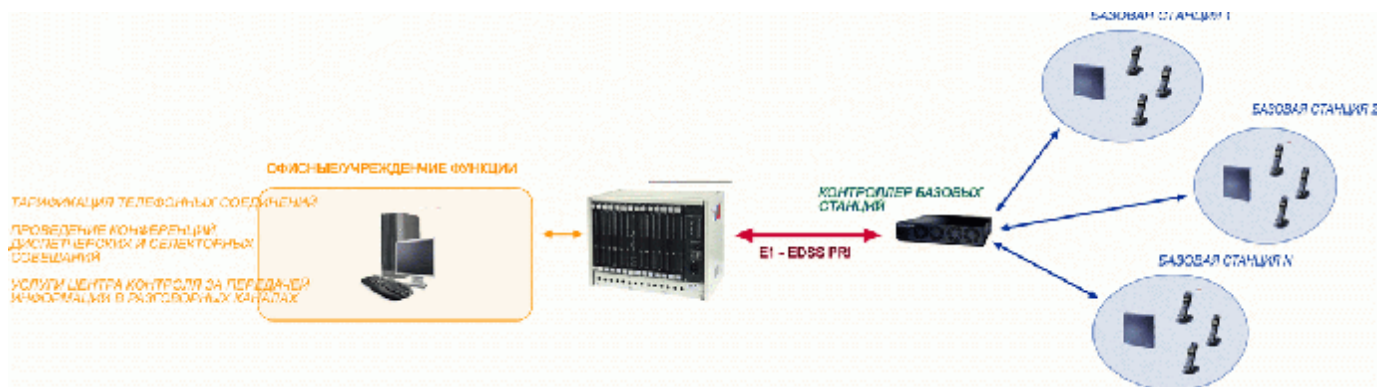 БАЗОВАЯ СТАНЦИЯ 1
БАЗОВАЯ СТАНЦИЯ 2
ОФИСНЫЕ/УЧРЕЖДЕНЧИЕ ФУНКЦИИ
ТАРИФИКАЦИЯ ТЕЛЕФОННЫХ СОЕДИНЕНИЙ
ПРОВЕДЕНИЕ КОНФЕРЕНЦИЙ
ДИСПЕТЧЕРСКИХ И СЕЛЕКТОРНЫХ
СОВЕЩАНИЙ
УСЛУГИ ЦЕНТРА КОНТРОЛЯ ЗА ПЕРЕДАЧЕЙ
ИНФОРМАЦИИ В РАЗГОВОРНЫХ КАНАЛАХ
E1 - EDSS PRI
КОНТРОЛЛЕР БАЗОВЫХ
СТАНЦИЙ
БАЗОВАЯ СТАНЦИЯ N